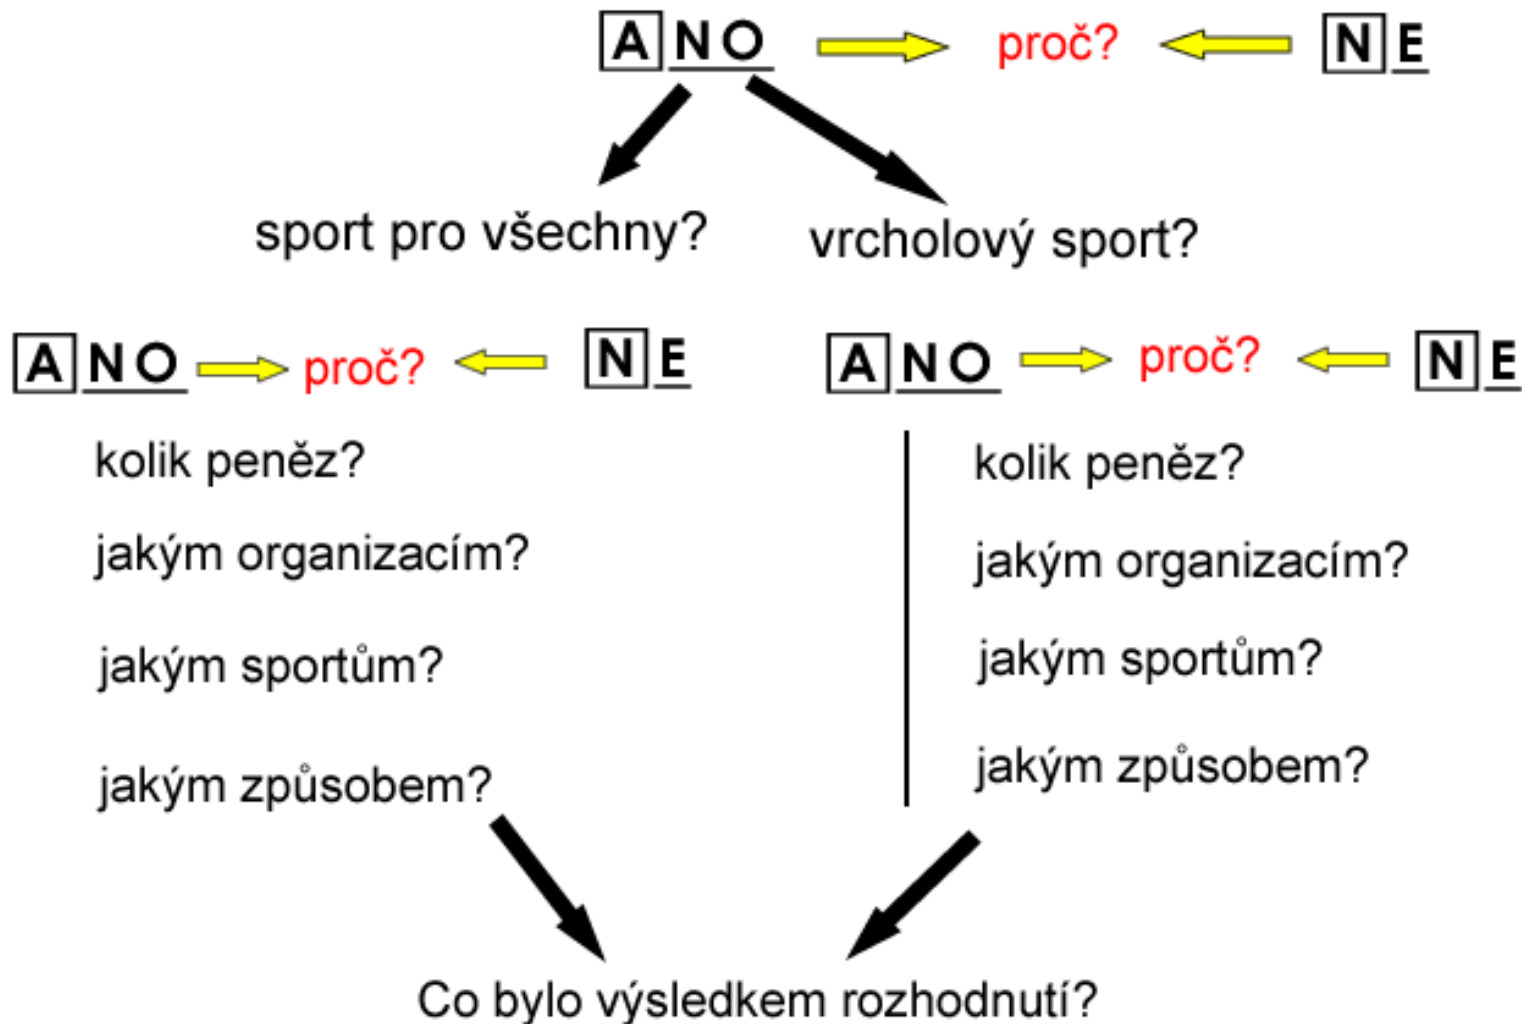 ANO proč? NE
sport pro všechny? vrcholový sport?
ANO proč? NE ANO proč? NE
kolik peněz? kolik peněz?
jakým organizacím? jakým organizacím?
jakým sportům? jakým sportům?
jakým způsobem? jakým způsobem?
Co bylo výsledkem rozhodnutí?